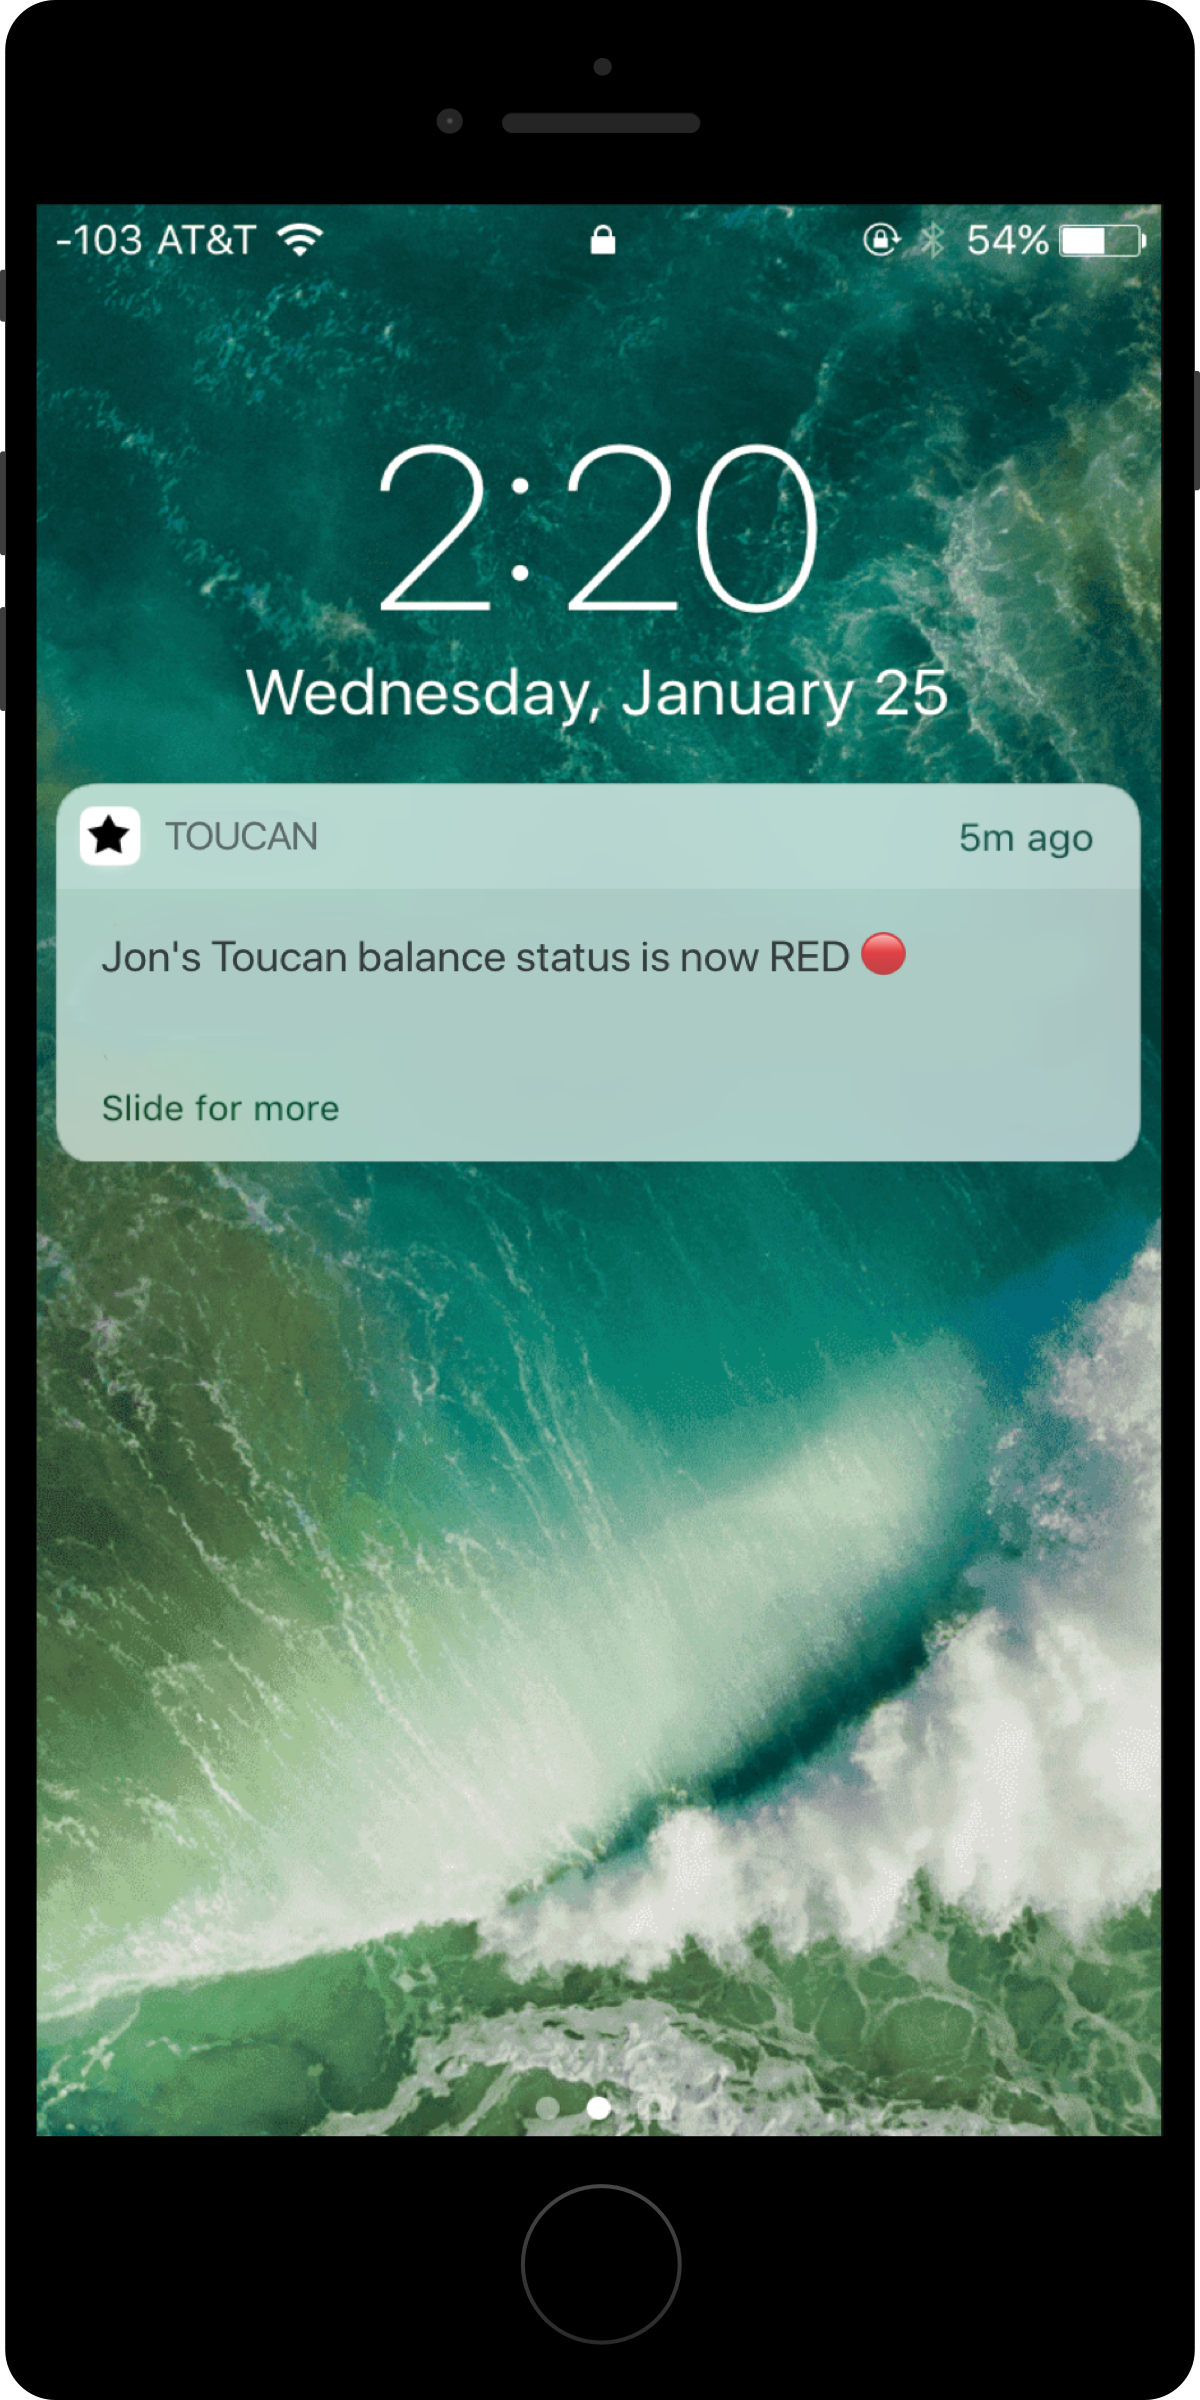 -103 AT&T 54%
2:20
Wednesday, January 25
TOUCAN 5m ago
Jon's Toucan balance status is now RED 🔴
Slide for more